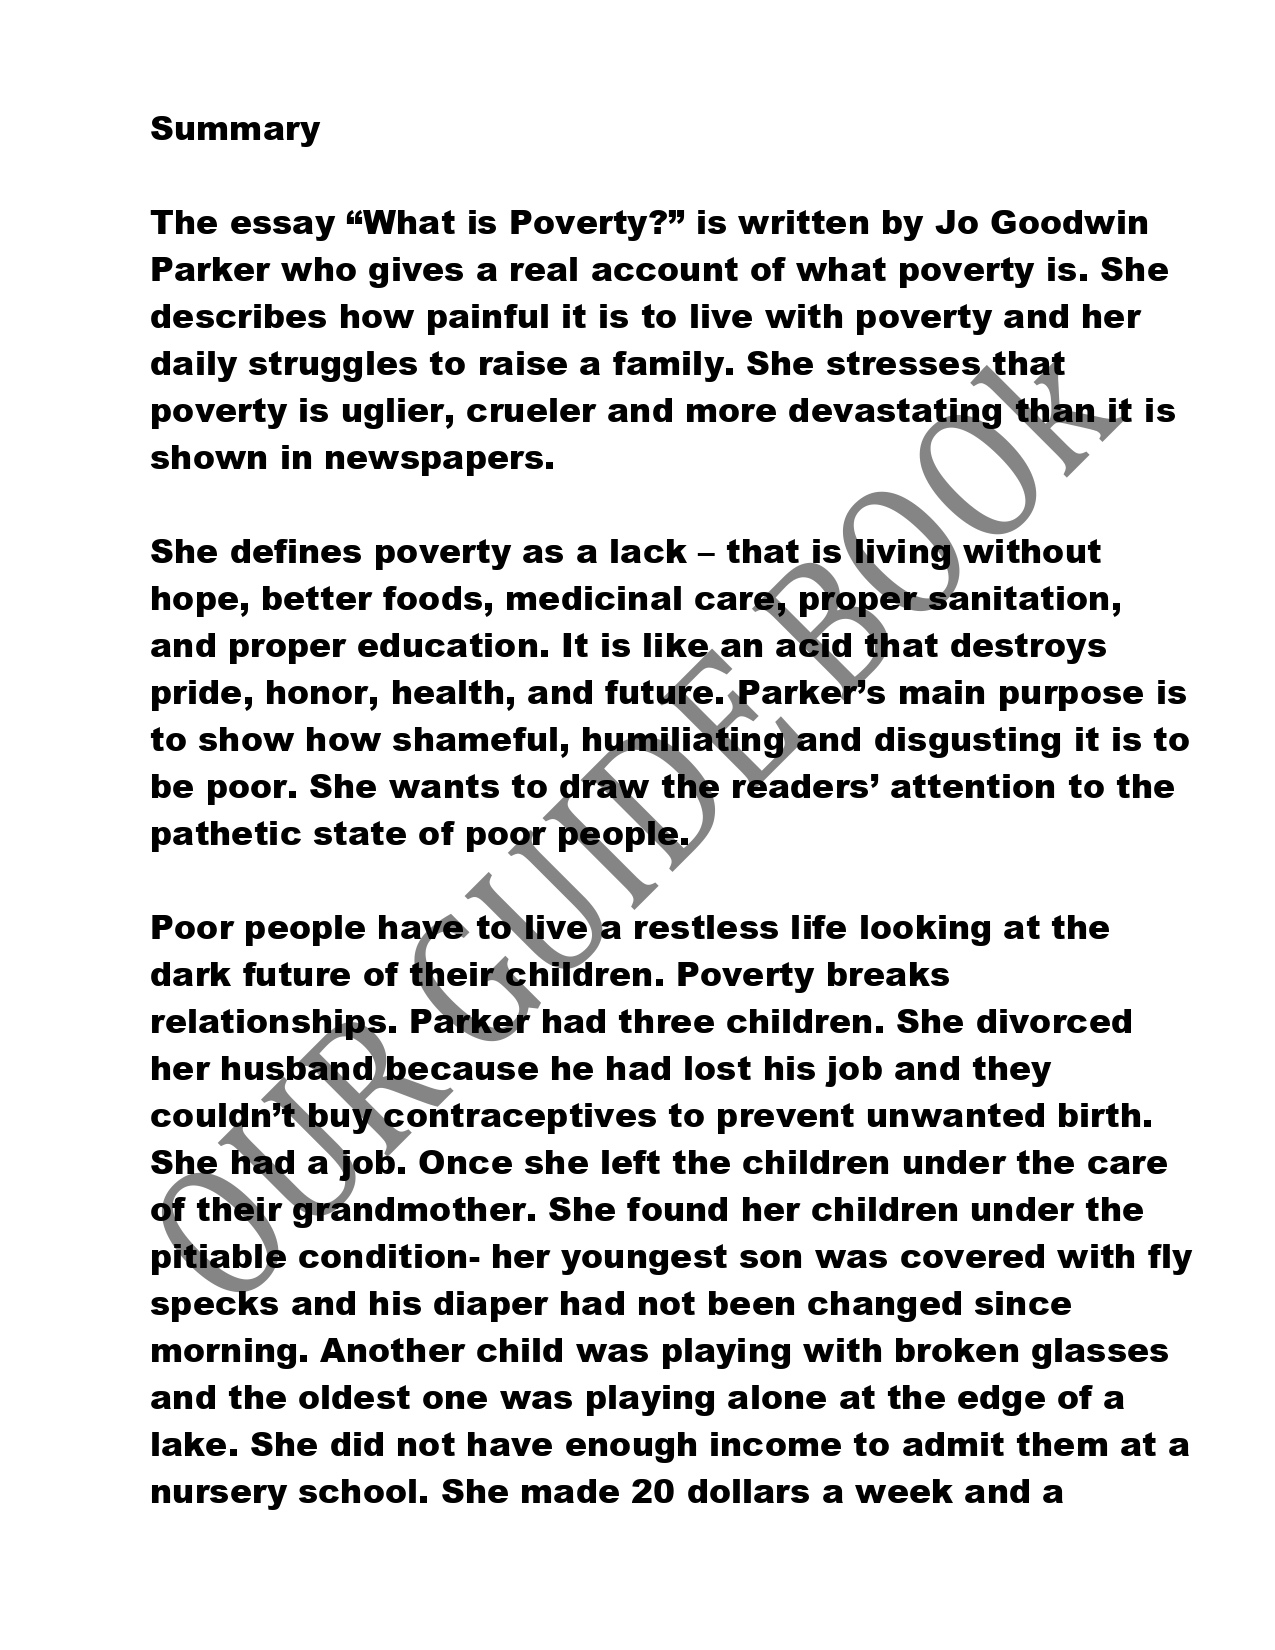 Summary
The essay “What is Poverty?” is written by Jo Goodwin
Parker who gives a real account of what poverty is. She
describes how painful it is to live with poverty and her
daily struggles to raise a family. She stresses that
poverty is uglier, crueler and more devastating than it is
shown in newspapers.
She defines poverty as a lack – that is living without
hope, better foods, medicinal care, proper sanitation,
and proper education. It is like an acid that destroys
pride, honor, health, and future. Parker’s main purpose is
to show how shameful, humiliating and disgusting it is to
be poor. She wants to draw the readers’ attention to the
pathetic state of poor people.
Poor people have to live a restless life looking at the
dark future of their children. Poverty breaks
relationships. Parker had three children. She divorced
her husband because he had lost his job and they
couldn’t buy contraceptives to prevent unwanted birth.
She had a job. Once she left the children under the care
of their grandmother. She found her children under the
pitiable condition- her youngest son was covered with fly
specks and his diaper had not been changed since
morning. Another child was playing with broken glasses
and the oldest one was playing alone at the edge of a
lake. She did not have enough income to admit them at a
nursery school. She made 20 dollars a week and a
OUR GUIDE BOOk